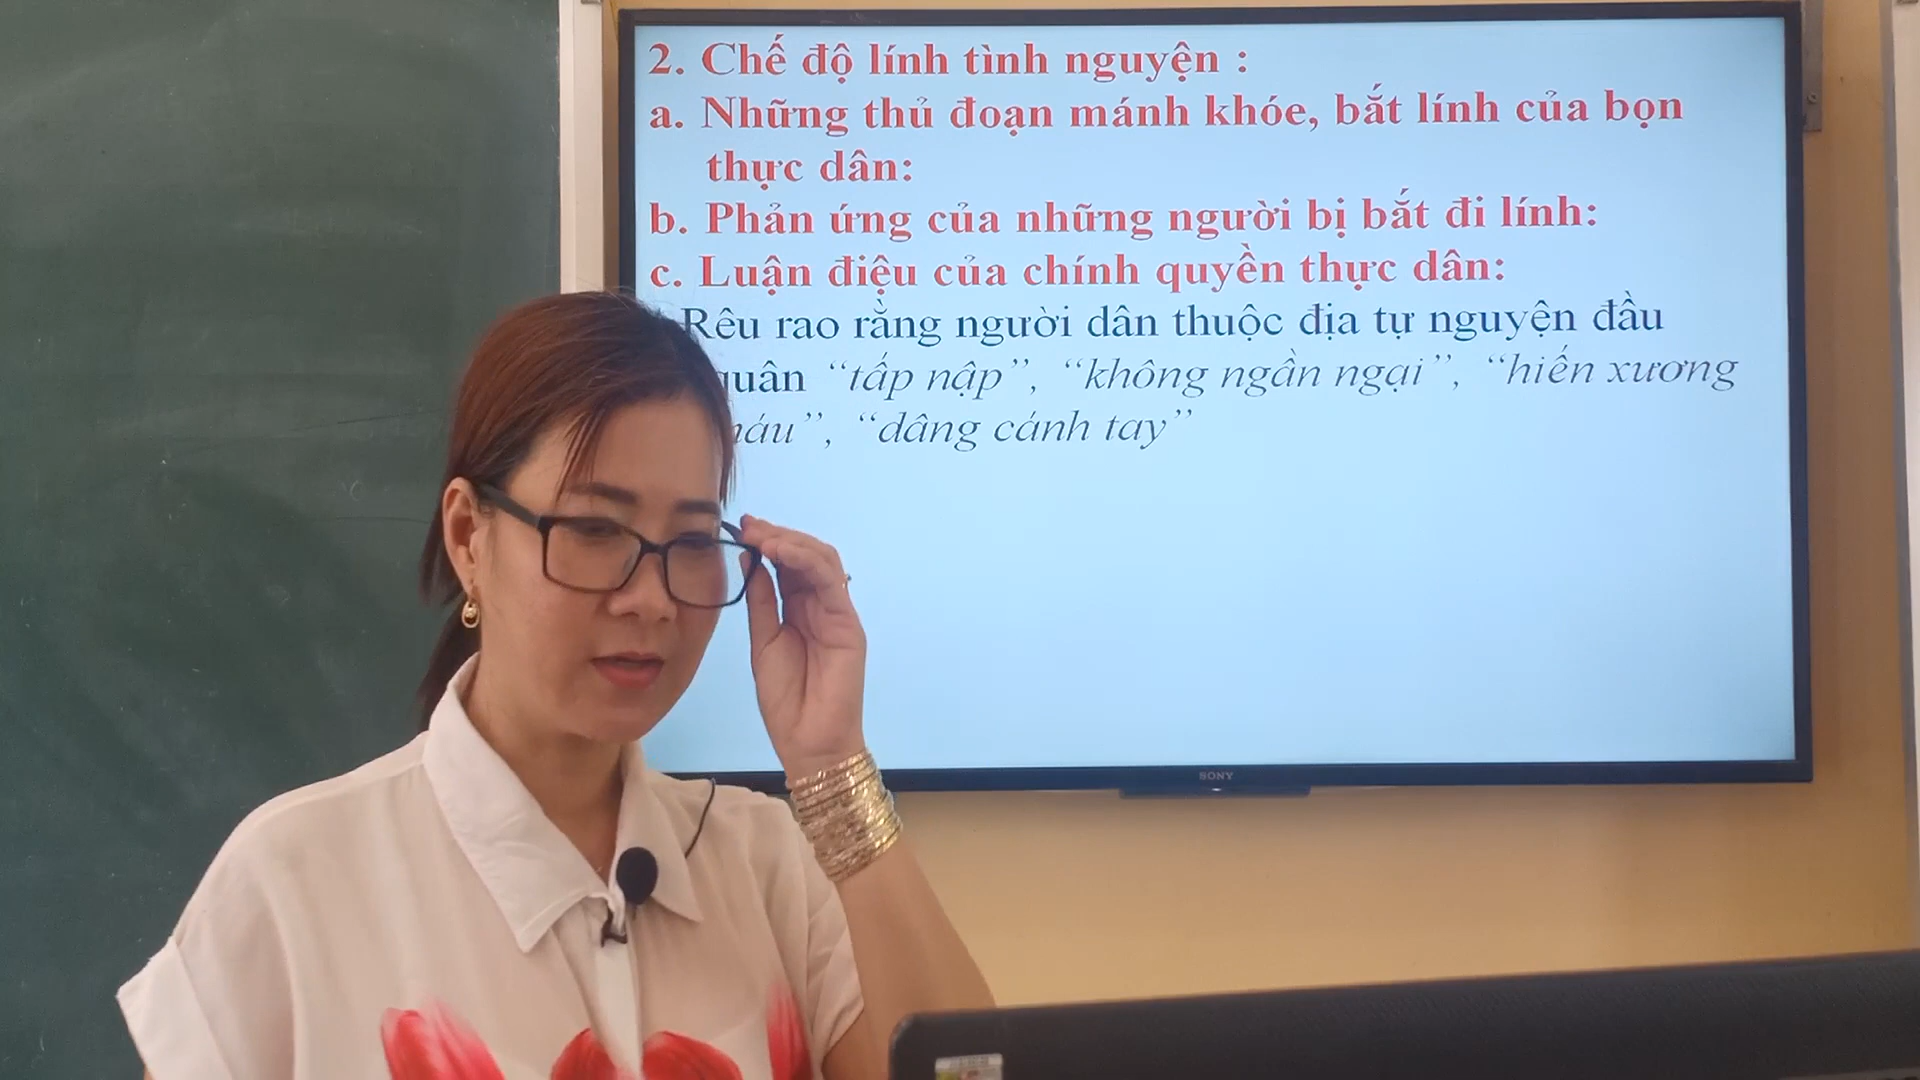 2. Chế độ lính tình nguyện :
a. Những thủ đoạn mánh khóe, bắt lính của bọn
thực dân:
b. Phản ứng của những người bị bắt đi lính:
c. Luận điệu của chính quyền thực dân:
Rêu rao rằng người dân thuộc địa tự nguyện đầu
quân “tấp nập”, “không ngần ngại”, “hiến xương
”, “dâng cánh tay”
SONY